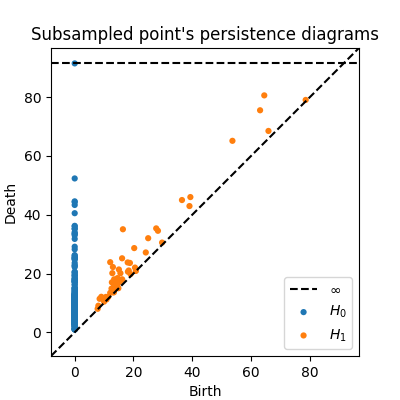 Subsampled point's persistence diagrams
Death
80
60
40
20
0
0 20 40 60 80
Birth
∞
H₀
H₁